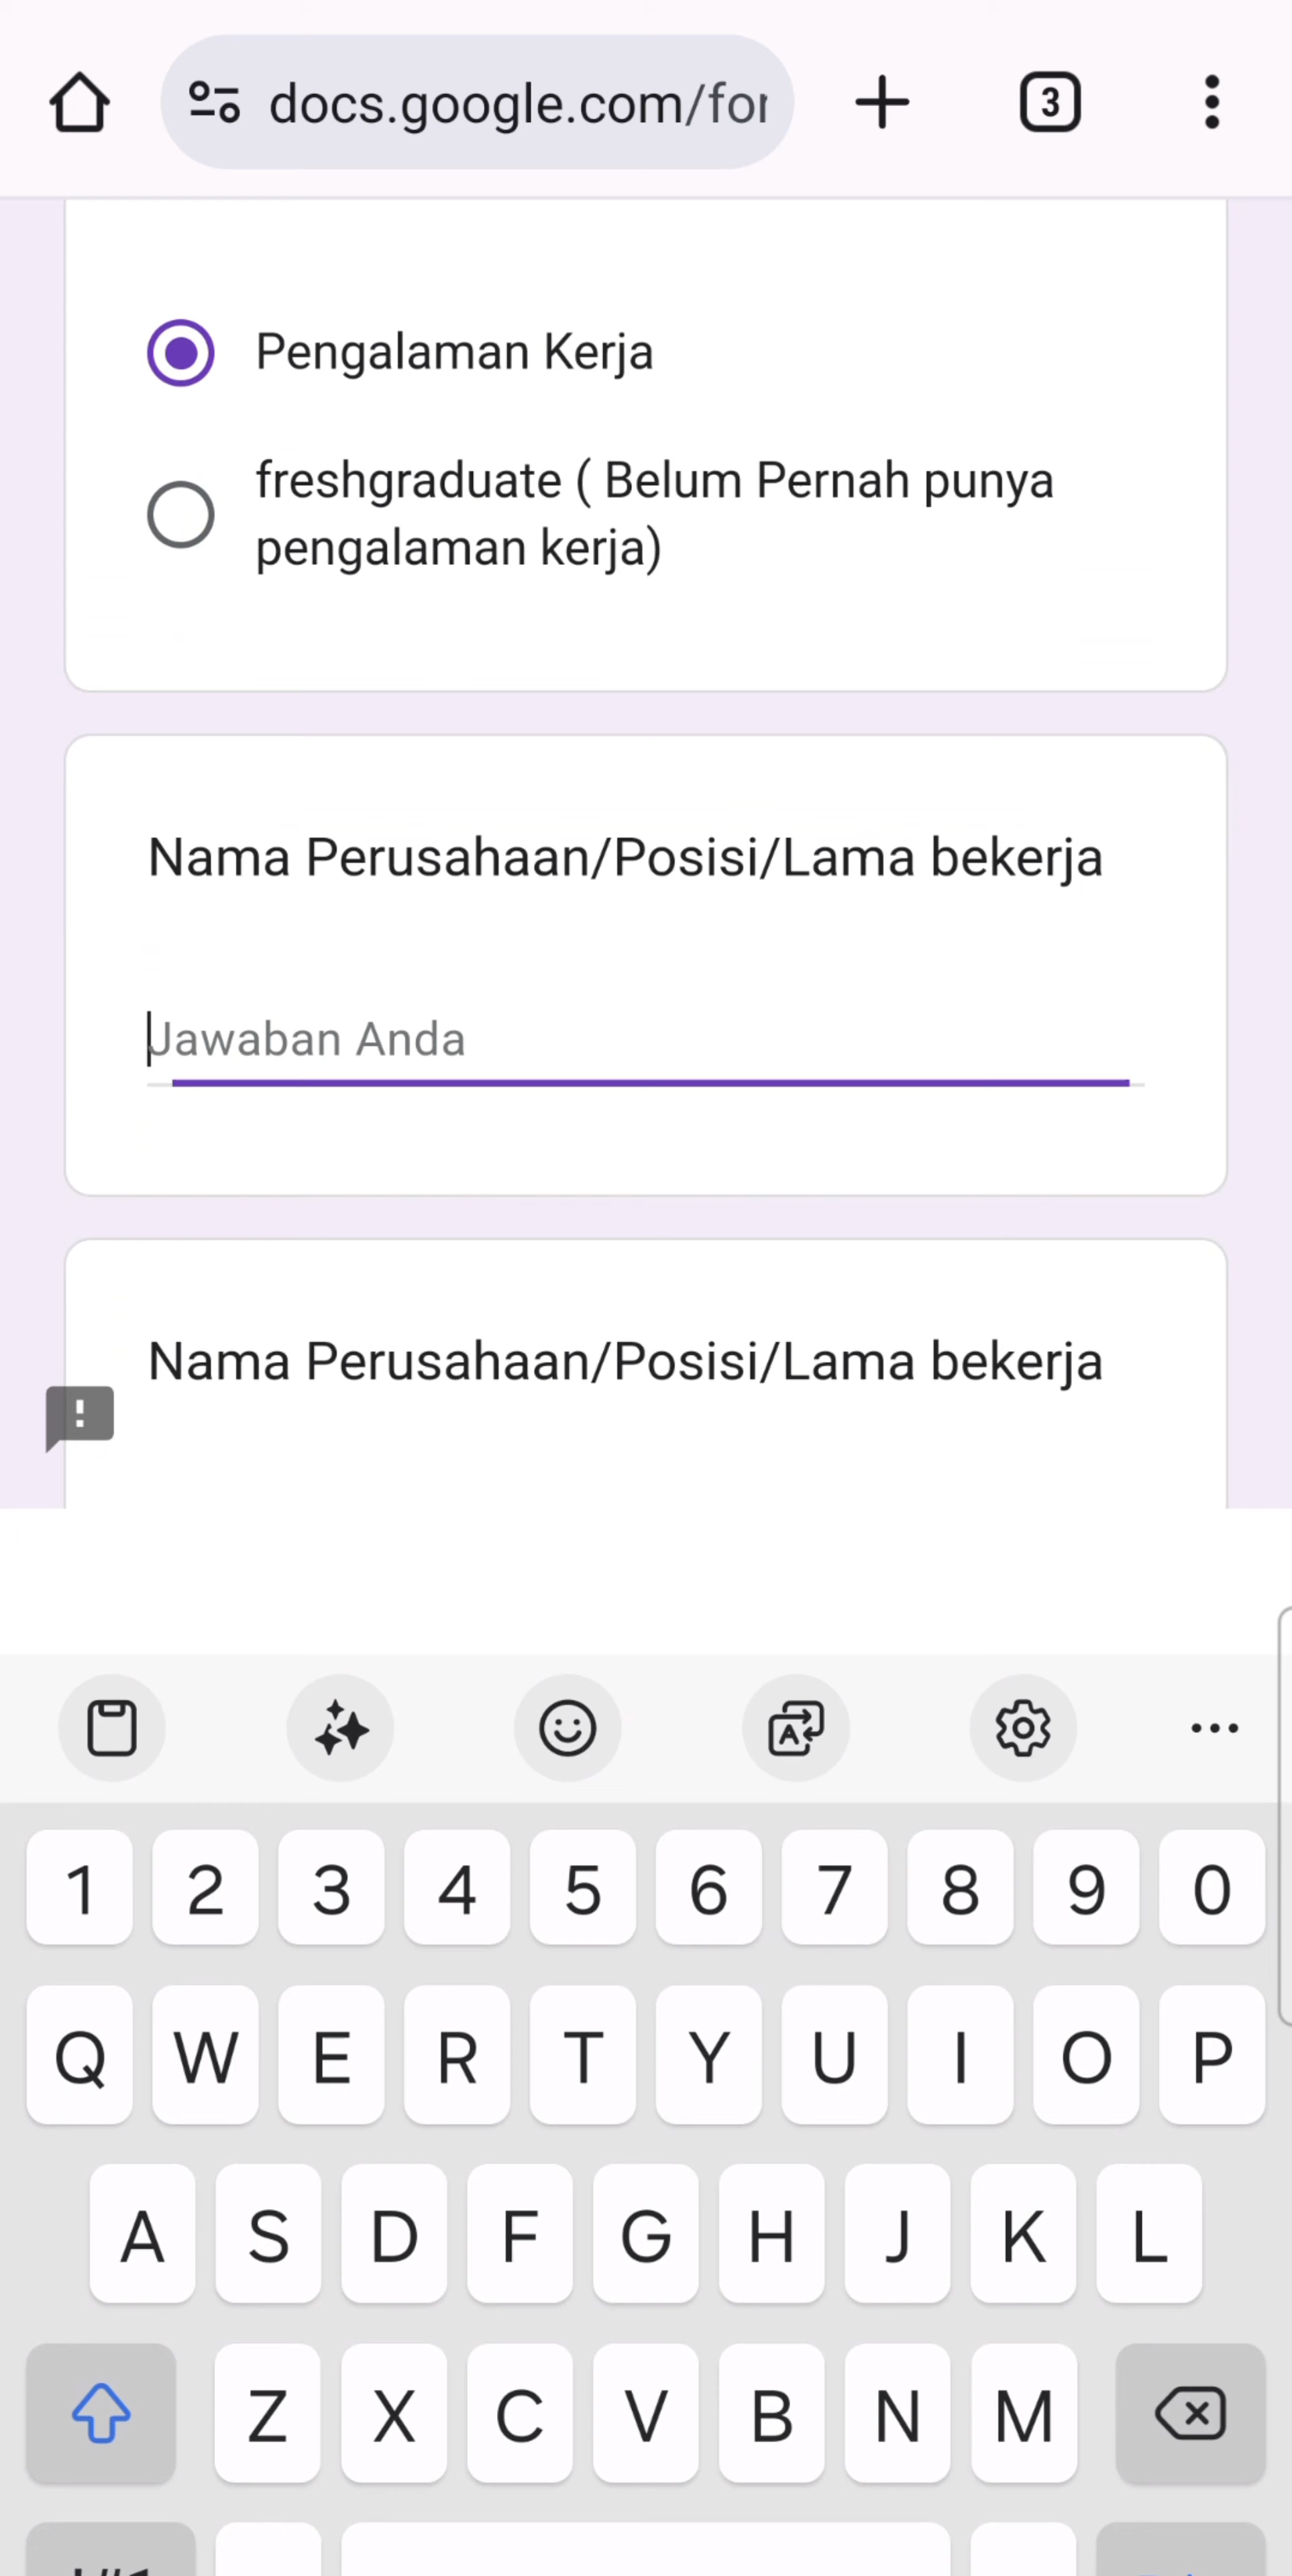 docs.google.com/for
3
Pengalaman Kerja
freshgraduate ( Belum Pernah punya
pengalaman kerja)
Nama Perusahaan/Posisi/Lama bekerja
Jawaban Anda
Nama Perusahaan/Posisi/Lama bekerja
1 2 3 4 5 6 7 8 9 0
Q W E R T Y U I O P
A S D F G H J K L
Z X C V B N M